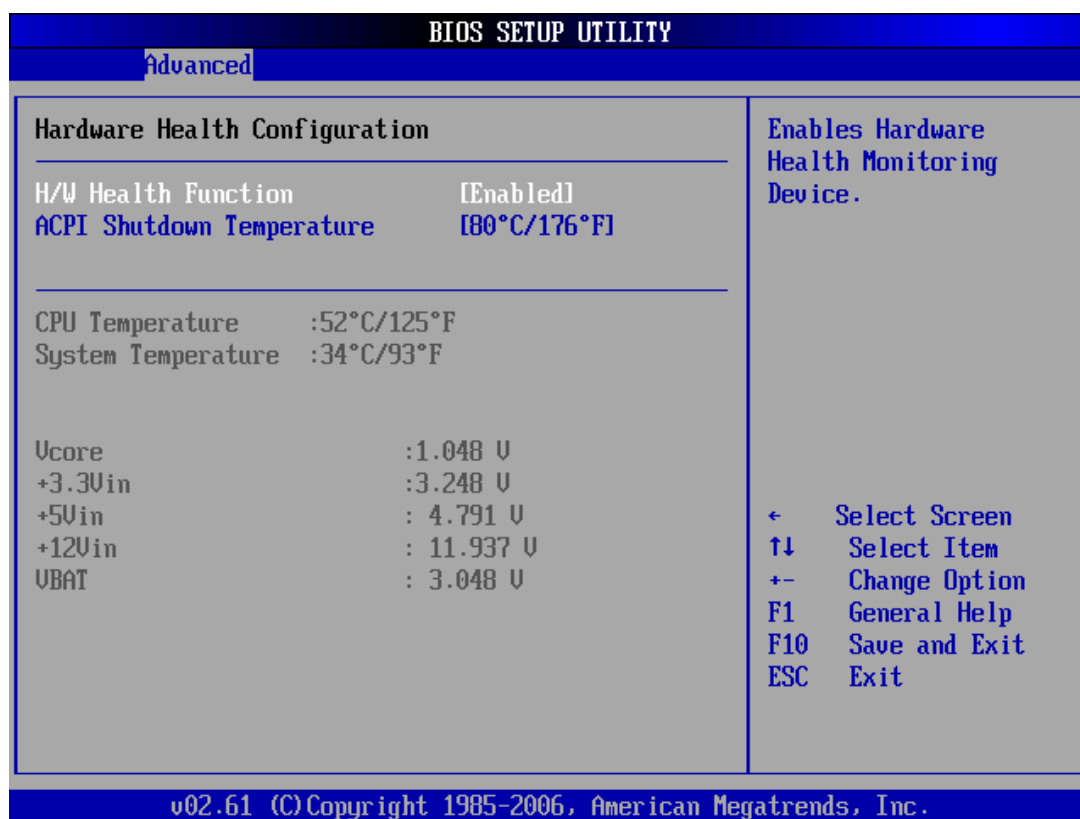 BIOS SETUP UTILITY
Advanced
Hardware Health Configuration
H/W Health Function [Enabled]
ACPI Shutdown Temperature [80°C/176°F]
CPU Temperature :52°C/125°F
System Temperature :34°C/93°F
Vcore :1.048 V
+3.3Vin :3.248 V
+5Vin : 4.791 V
+12Vin : 11.937 V
VBAT : 3.048 V
Enables Hardware
Health Monitoring
Device.
← Select Screen
↑↓ Select Item
+- Change Option
F1 General Help
F10 Save and Exit
ESC Exit
v02.61 (C)Copyright 1985-2006, American Megatrends, Inc.